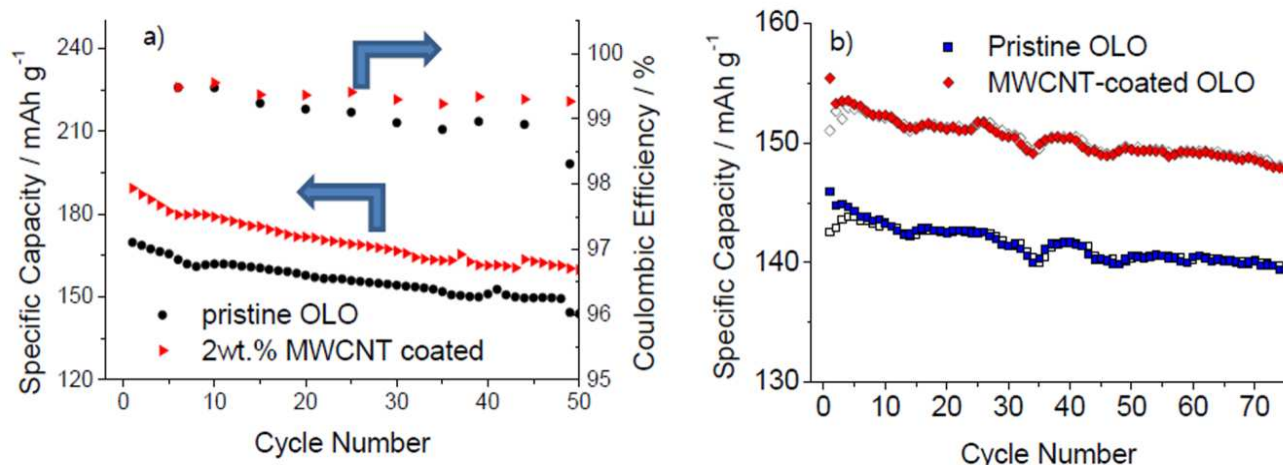 a)
Specific Capacity / mAh g-1
240
210
180
150
120
100
99
98
97
96
95
Coulombic Efficiency / %
pristine OLO
2wt.% MWCNT coated
0 10 20 30 40 50
Cycle Number
b)
Specific Capacity / mAh g-1
160
150
140
130
Pristine OLO
MWCNT-coated OLO
0 10 20 30 40 50 60 70
Cycle Number